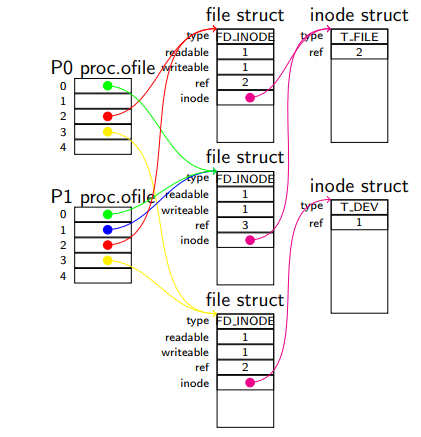 file struct
inode struct
type FD_INODE
readable 1
writeable 1
ref 2
inode
type T_FILE
ref 2
P0 proc.ofile
0
1
2
3
4
file struct
type FD_INODE
readable 1
writeable 1
ref 3
inode
P1 proc.ofile
0
1
2
3
4
inode struct
type T_DEV
ref 1
file struct
type FD_INODE
readable 1
writeable 1
ref 2
inode